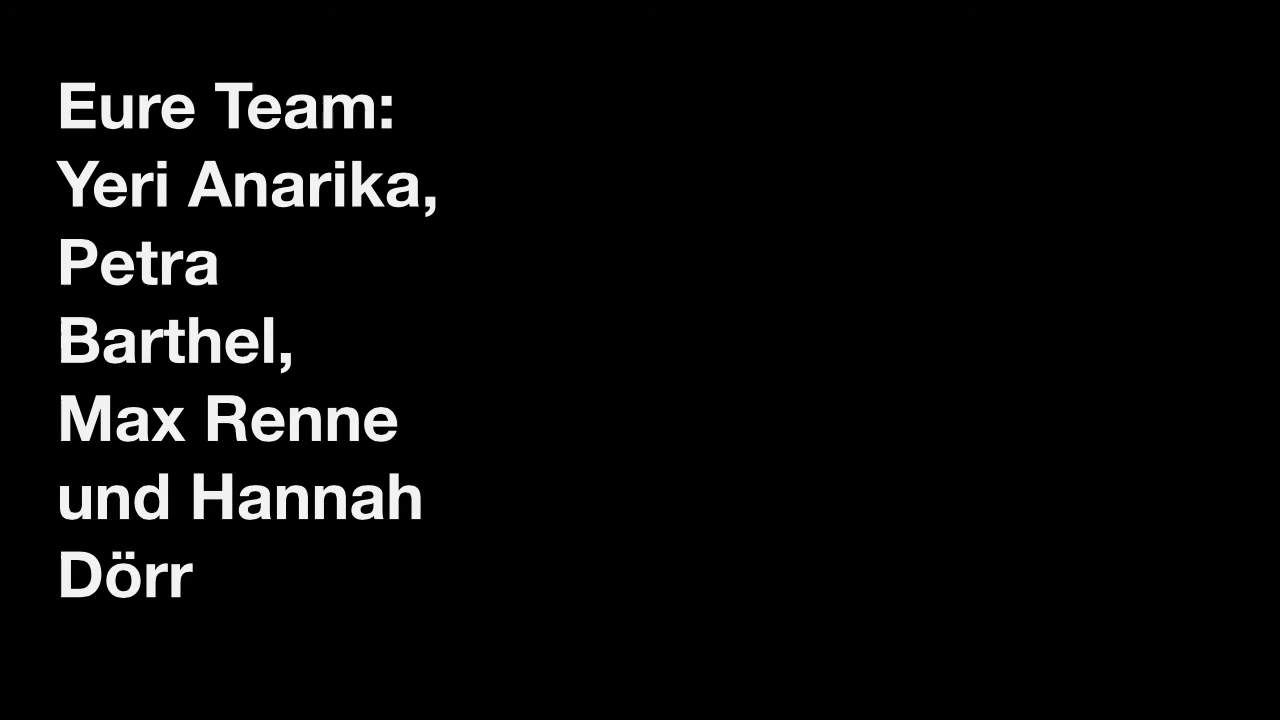 Eure Team:
Yeri Anarika,
Petra
Barthel,
Max Renne
und Hannah
Dörr